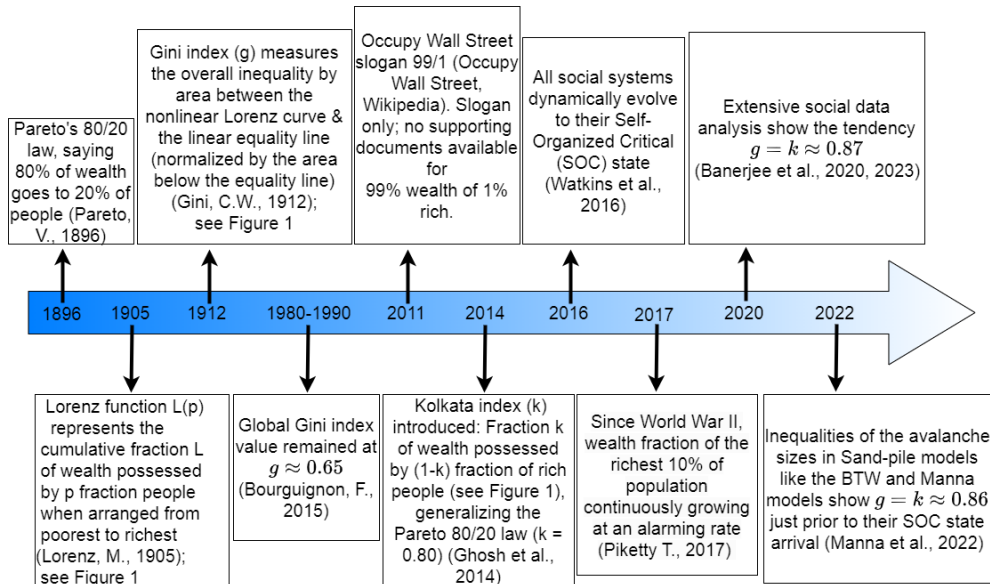 Pareto's 80/20
law, saying
80% of wealth
goes to 20% of
people (Pareto,
V., 1896)
Gini index (g) measures
the overall inequality by
area between the
nonlinear Lorenz curve &
the linear equality line
(normalized by the area
below the equality line)
(Gini, C.W., 1912);
see Figure 1
Occupy Wall Street
slogan 99/1 (Occupy
Wall Street,
Wikipedia). Slogan
only; no supporting
documents available
for
99% wealth of 1%
rich.
All social systems
dynamically evolve
to their Self-
Organized Critical
(SOC) state
(Watkins et al.,
2016)
Extensive social data
analysis show the tendency
g = k ≈ 0.87
(Banerjee et al., 2020, 2023)
1896 1905 1912 1980-1990 2011 2014 2016 2017 2020 2022
Lorenz function L(p)
represents the
cumulative fraction L
of wealth possessed
by p fraction people
when arranged from
poorest to richest
(Lorenz, M., 1905);
see Figure 1
Global Gini index
value remained at
g ≈ 0.65
(Bourguignon, F.,
2015)
Kolkata index (k)
introduced: Fraction k
of wealth possessed
by (1-k) fraction of rich
people (see Figure 1),
generalizing the
Pareto 80/20 law (k =
0.80) (Ghosh et al.,
2014)
Since World War II,
wealth fraction of the
richest 10% of
population
continuously growing
at an alarming rate
(Piketty T., 2017)
Inequalities of the avalanche
sizes in Sand-pile models
like the BTW and Manna
models show g = k ≈ 0.86
just prior to their SOC state
arrival (Manna et al., 2022)